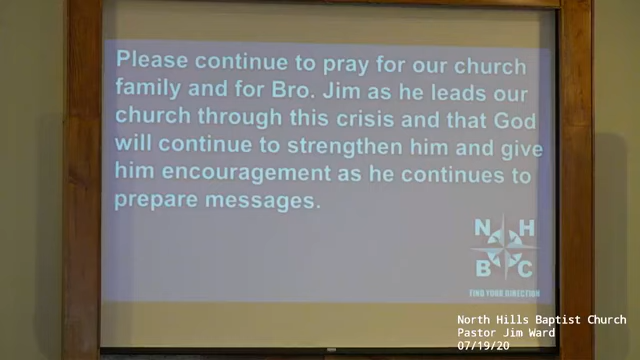 Please continue to pray for our church
family and for Bro. Jim as he leads our
church through this crisis and that God
will continue to strengthen him and give
him encouragement as he continues to
prepare messages.
N H
B C
FIND YOUR DIRECTION
North Hills Baptist Church
Pastor Jim Ward
07/19/20